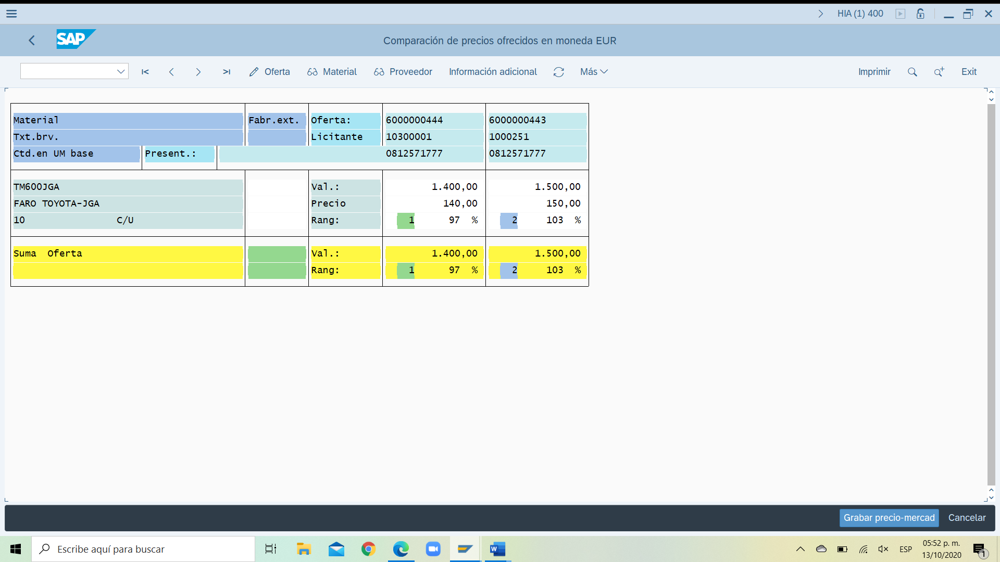 HIA (1) 400
SAP
Comparación de precios ofrecidos en moneda EUR
Oferta Material Proveedor Información adicional Más Imprimir Exit
Material Fabr.ext. Oferta: 6000000444 6000000443
Txt.brv. Licitante 10300001 1000251
Ctd.en UM base Present.: 0812571777 0812571777
TM600JGA Val.: 1.400,00 1.500,00
FARO TOYOTA-JGA Precio 140,00 150,00
10 C/U Rang: 1 97 % 2 103 %
Suma Oferta Val.: 1.400,00 1.500,00
Rang: 1 97 % 2 103 %
Grabar precio-mercad Cancelar
Escribe aquí para buscar
W
ESP
05:52 p. m.
13/10/2020
1